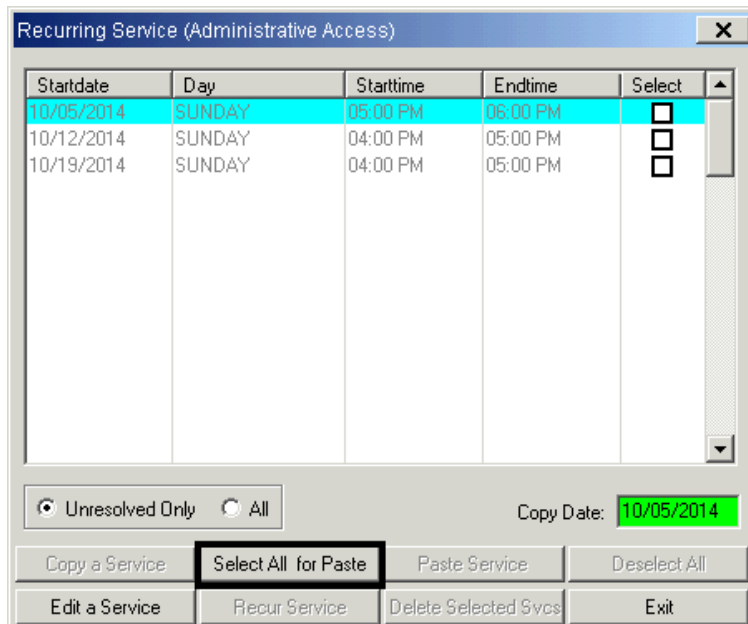 Recurring Service (Administrative Access)
Startdate Day Starttime Endtime Select
10/05/2014 SUNDAY 05:00 PM 06:00 PM
10/12/2014 SUNDAY 04:00 PM 05:00 PM
10/19/2014 SUNDAY 04:00 PM 05:00 PM
Unresolved Only All Copy Date: 10/05/2014
Copy a Service Select All for Paste Paste Service Deselect All
Edit a Service Recur Service Delete Selected Svcs Exit